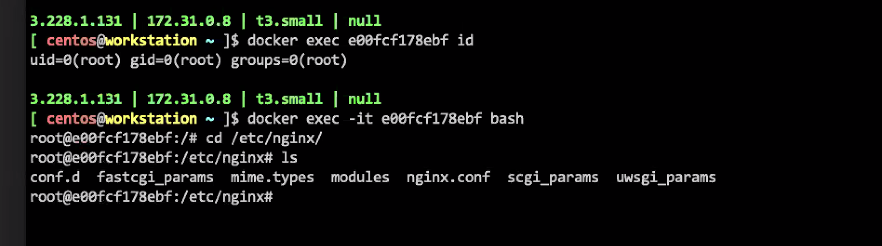 3.228.1.131 | 172.31.0.8 | t3.small | null
[ centos@workstation ~ ]$ docker exec e00fcf178ebf id
uid=0(root) gid=0(root) groups=0(root)
3.228.1.131 | 172.31.0.8 | t3.small | null
[ centos@workstation ~ ]$ docker exec -it e00fcf178ebf bash
root@e00fcf178ebf:/# cd /etc/nginx/
root@e00fcf178ebf:/etc/nginx# ls
conf.d  fastcgi_params  mime.types  modules  nginx.conf  scgi_params  uwsgi_params
root@e00fcf178ebf:/etc/nginx#